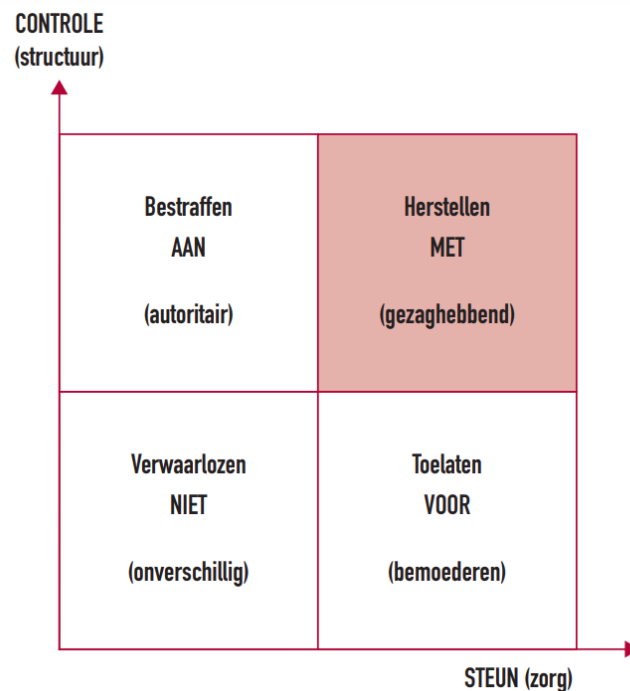 CONTROLE
(structuur)
Bestraffen
AAN
(autoritair)
Herstellen
MET
(gezaghebbend)
Verwaarlozen
NIET
(onverschillig)
Toelaten
VOOR
(bemoederen)
STEUN (zorg)